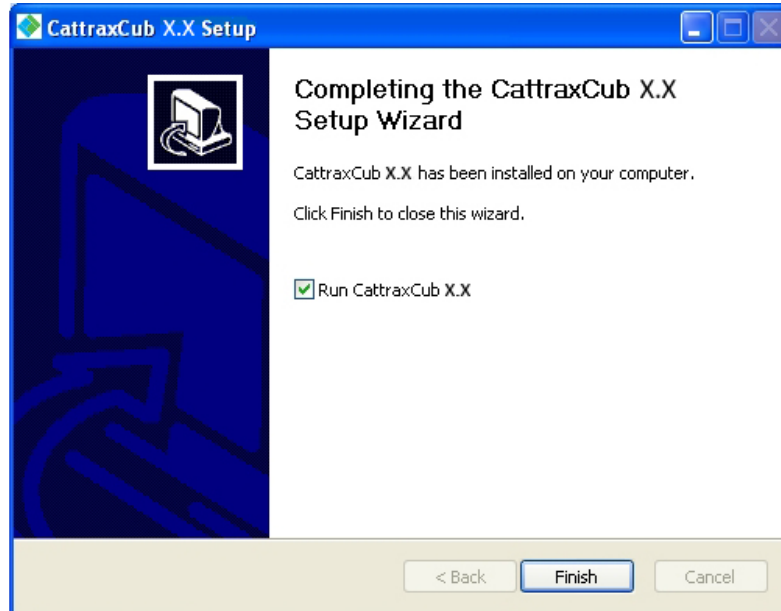 CattraxCub X.X Setup
Completing the CattraxCub X.X
Setup Wizard
CattraxCub X.X has been installed on your computer.
Click Finish to close this wizard.
Run CattraxCub X.X
< Back
Finish
Cancel